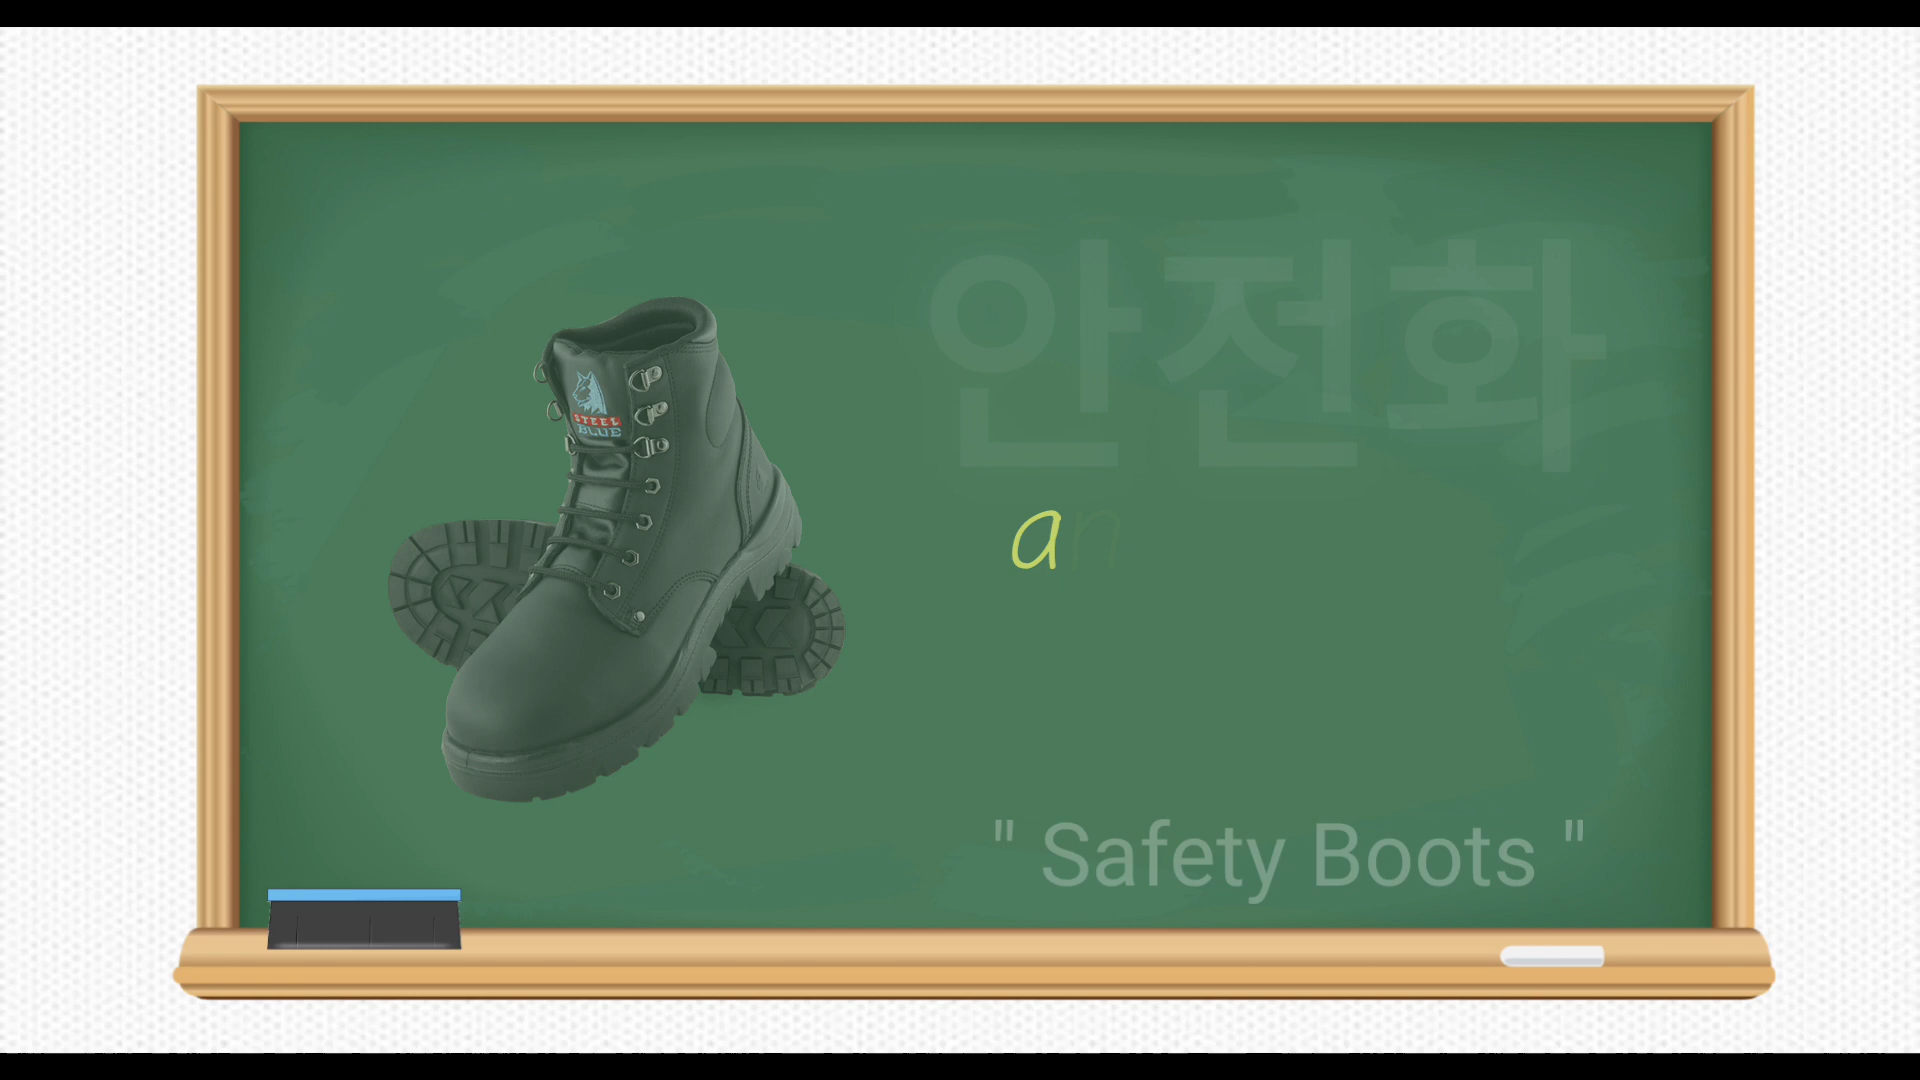 안전화
an
" Safety Boots "
STEEL
BLUE